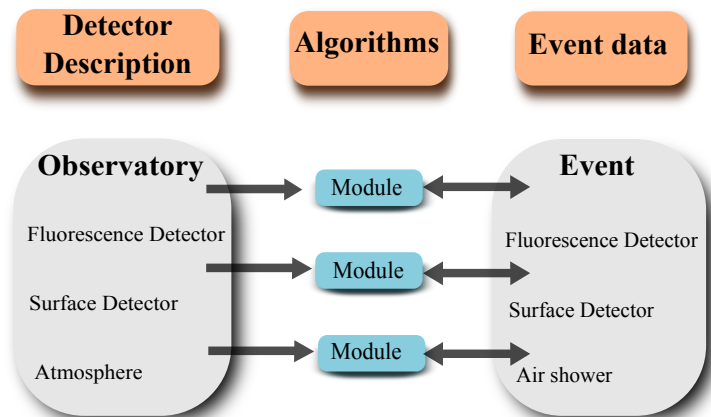 Detector
Description
Algorithms
Event data
Observatory
Fluorescence Detector
Surface Detector
Atmosphere
Module
Module
Module
Event
Fluorescence Detector
Surface Detector
Air shower